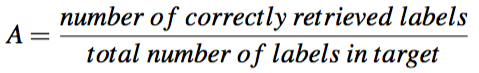 A = number of correctly retrieved labels / total number of labels in target